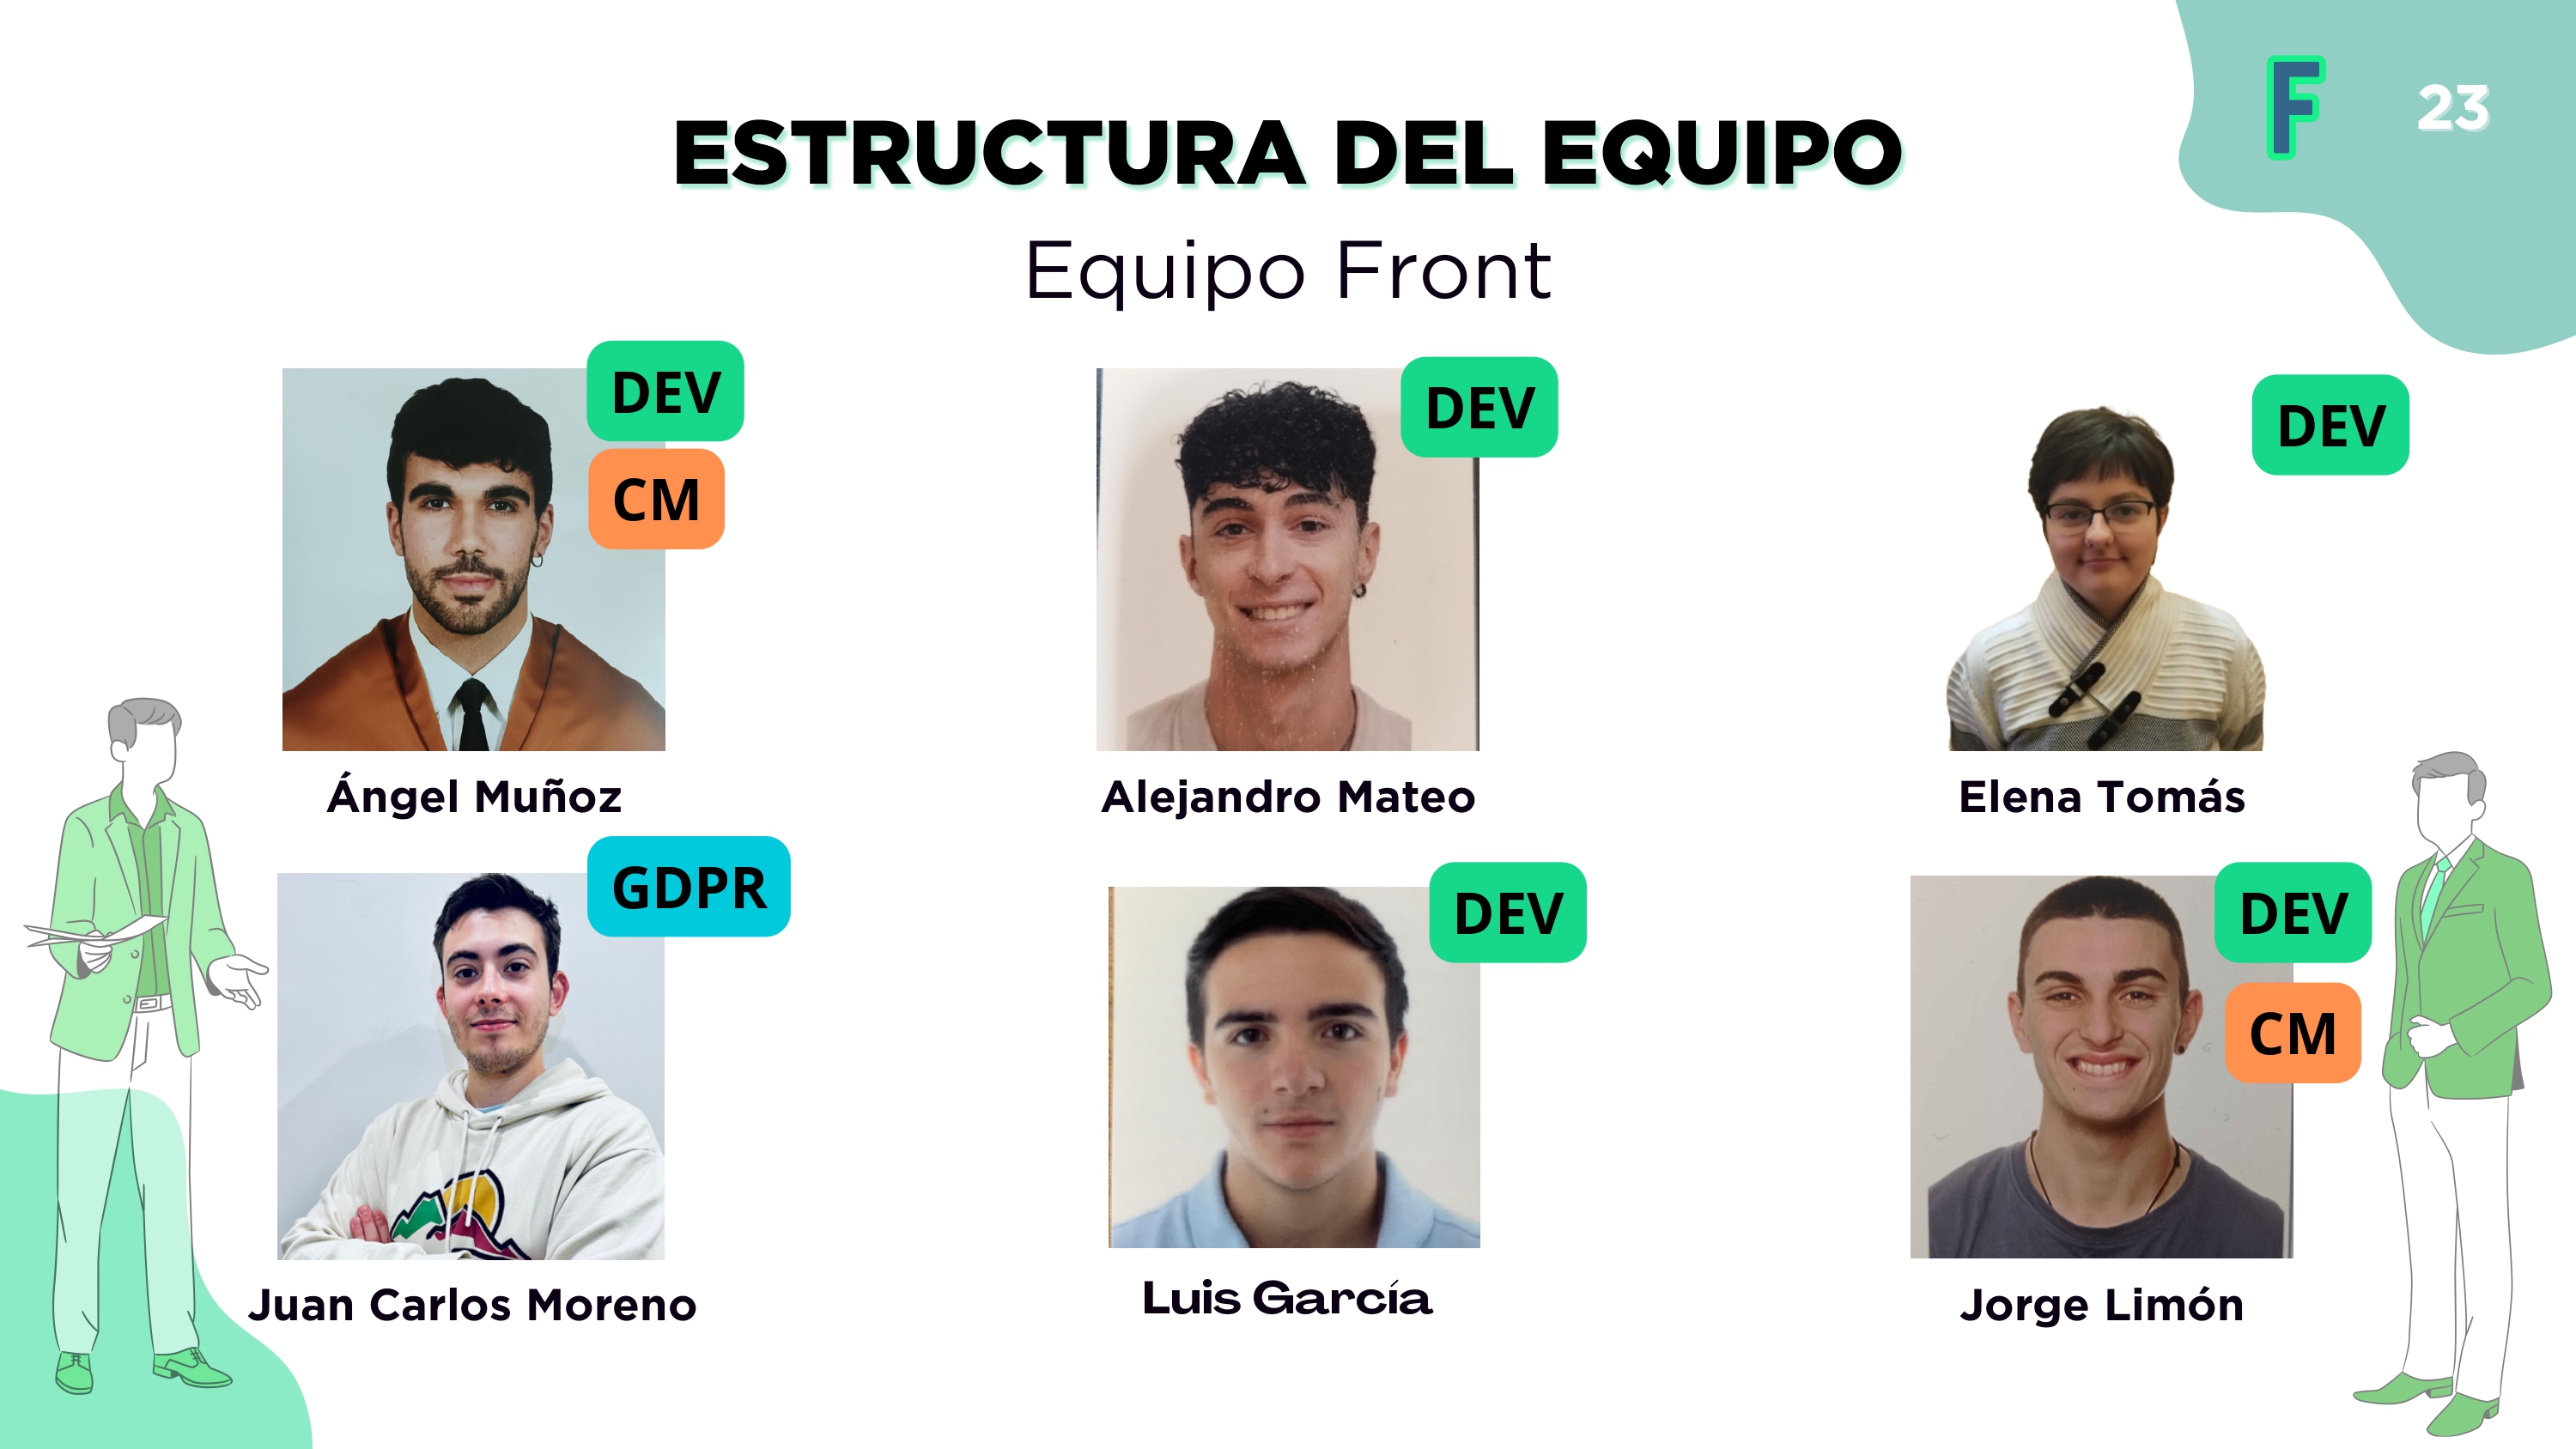 F
23
ESTRUCTURA DEL EQUIPO
Equipo Front
DEV
CM
DEV
DEV
Ángel Muñoz
Alejandro Mateo
Elena Tomás
GDPR
DEV
DEV
CM
Juan Carlos Moreno
Luis García
Jorge Limón